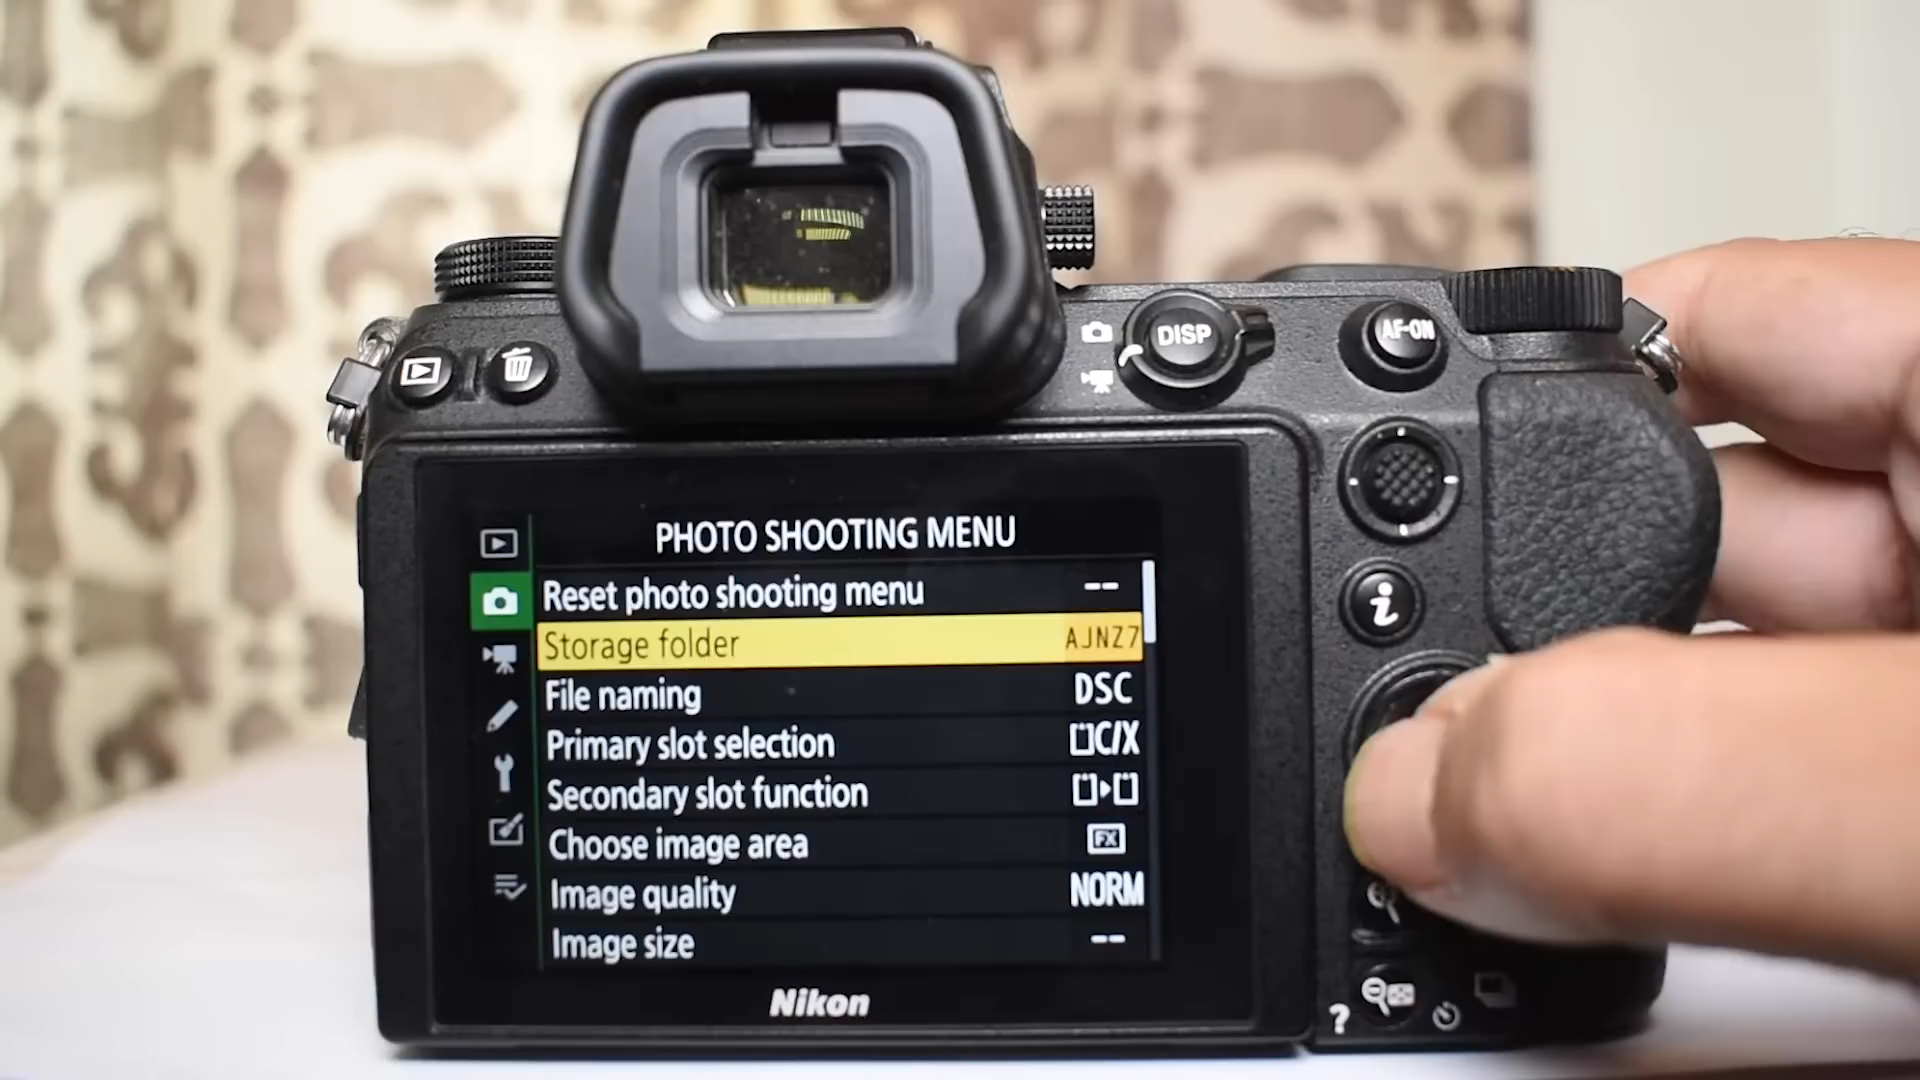 DISP
AF-ON
PHOTO SHOOTING MENU
Reset photo shooting menu --
Storage folder AJNZ7
File naming DSC
Primary slot selection C/X
Secondary slot function
Choose image area FX
Image quality NORM
Image size --
i
Nikon
?